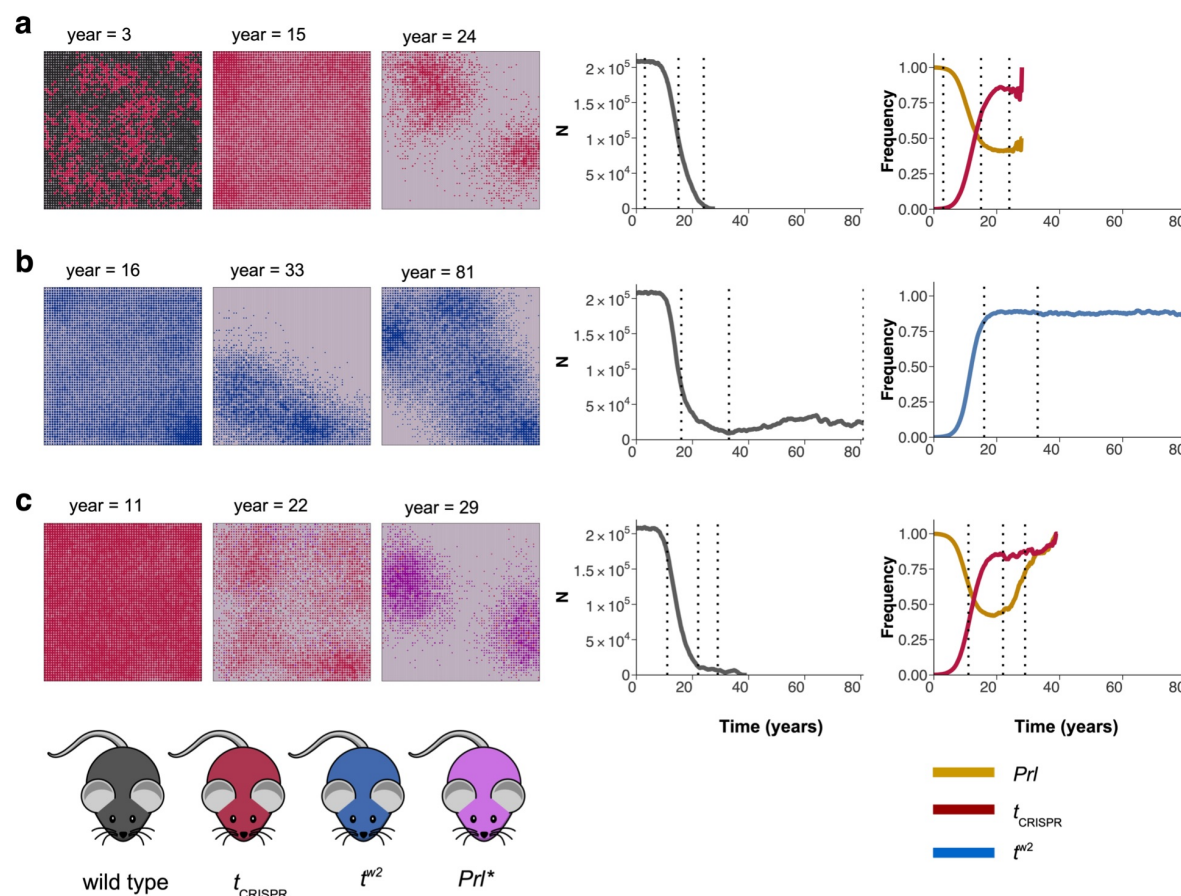 a
year = 3
year = 15
year = 24
2 × 10⁵
1.5 × 10⁵
1 × 10⁵
5 × 10⁴
0
N
0 20 40 60 80
1.00
0.75
0.50
0.25
0.00
Frequency
0 20 40 60 80
b
year = 16
year = 33
year = 81
2 × 10⁵
1.5 × 10⁵
1 × 10⁵
5 × 10⁴
0
N
0 20 40 60 80
1.00
0.75
0.50
0.25
0.00
Frequency
0 20 40 60 80
c
year = 11
year = 22
year = 29
2 × 10⁵
1.5 × 10⁵
1 × 10⁵
5 × 10⁴
0
N
0 20 40 60 80
Time (years)
1.00
0.75
0.50
0.25
0.00
Frequency
0 20 40 60 80
Time (years)
wild type
t CRISPR
t^w2
Prl*
Prl
t CRISPR
t^w2